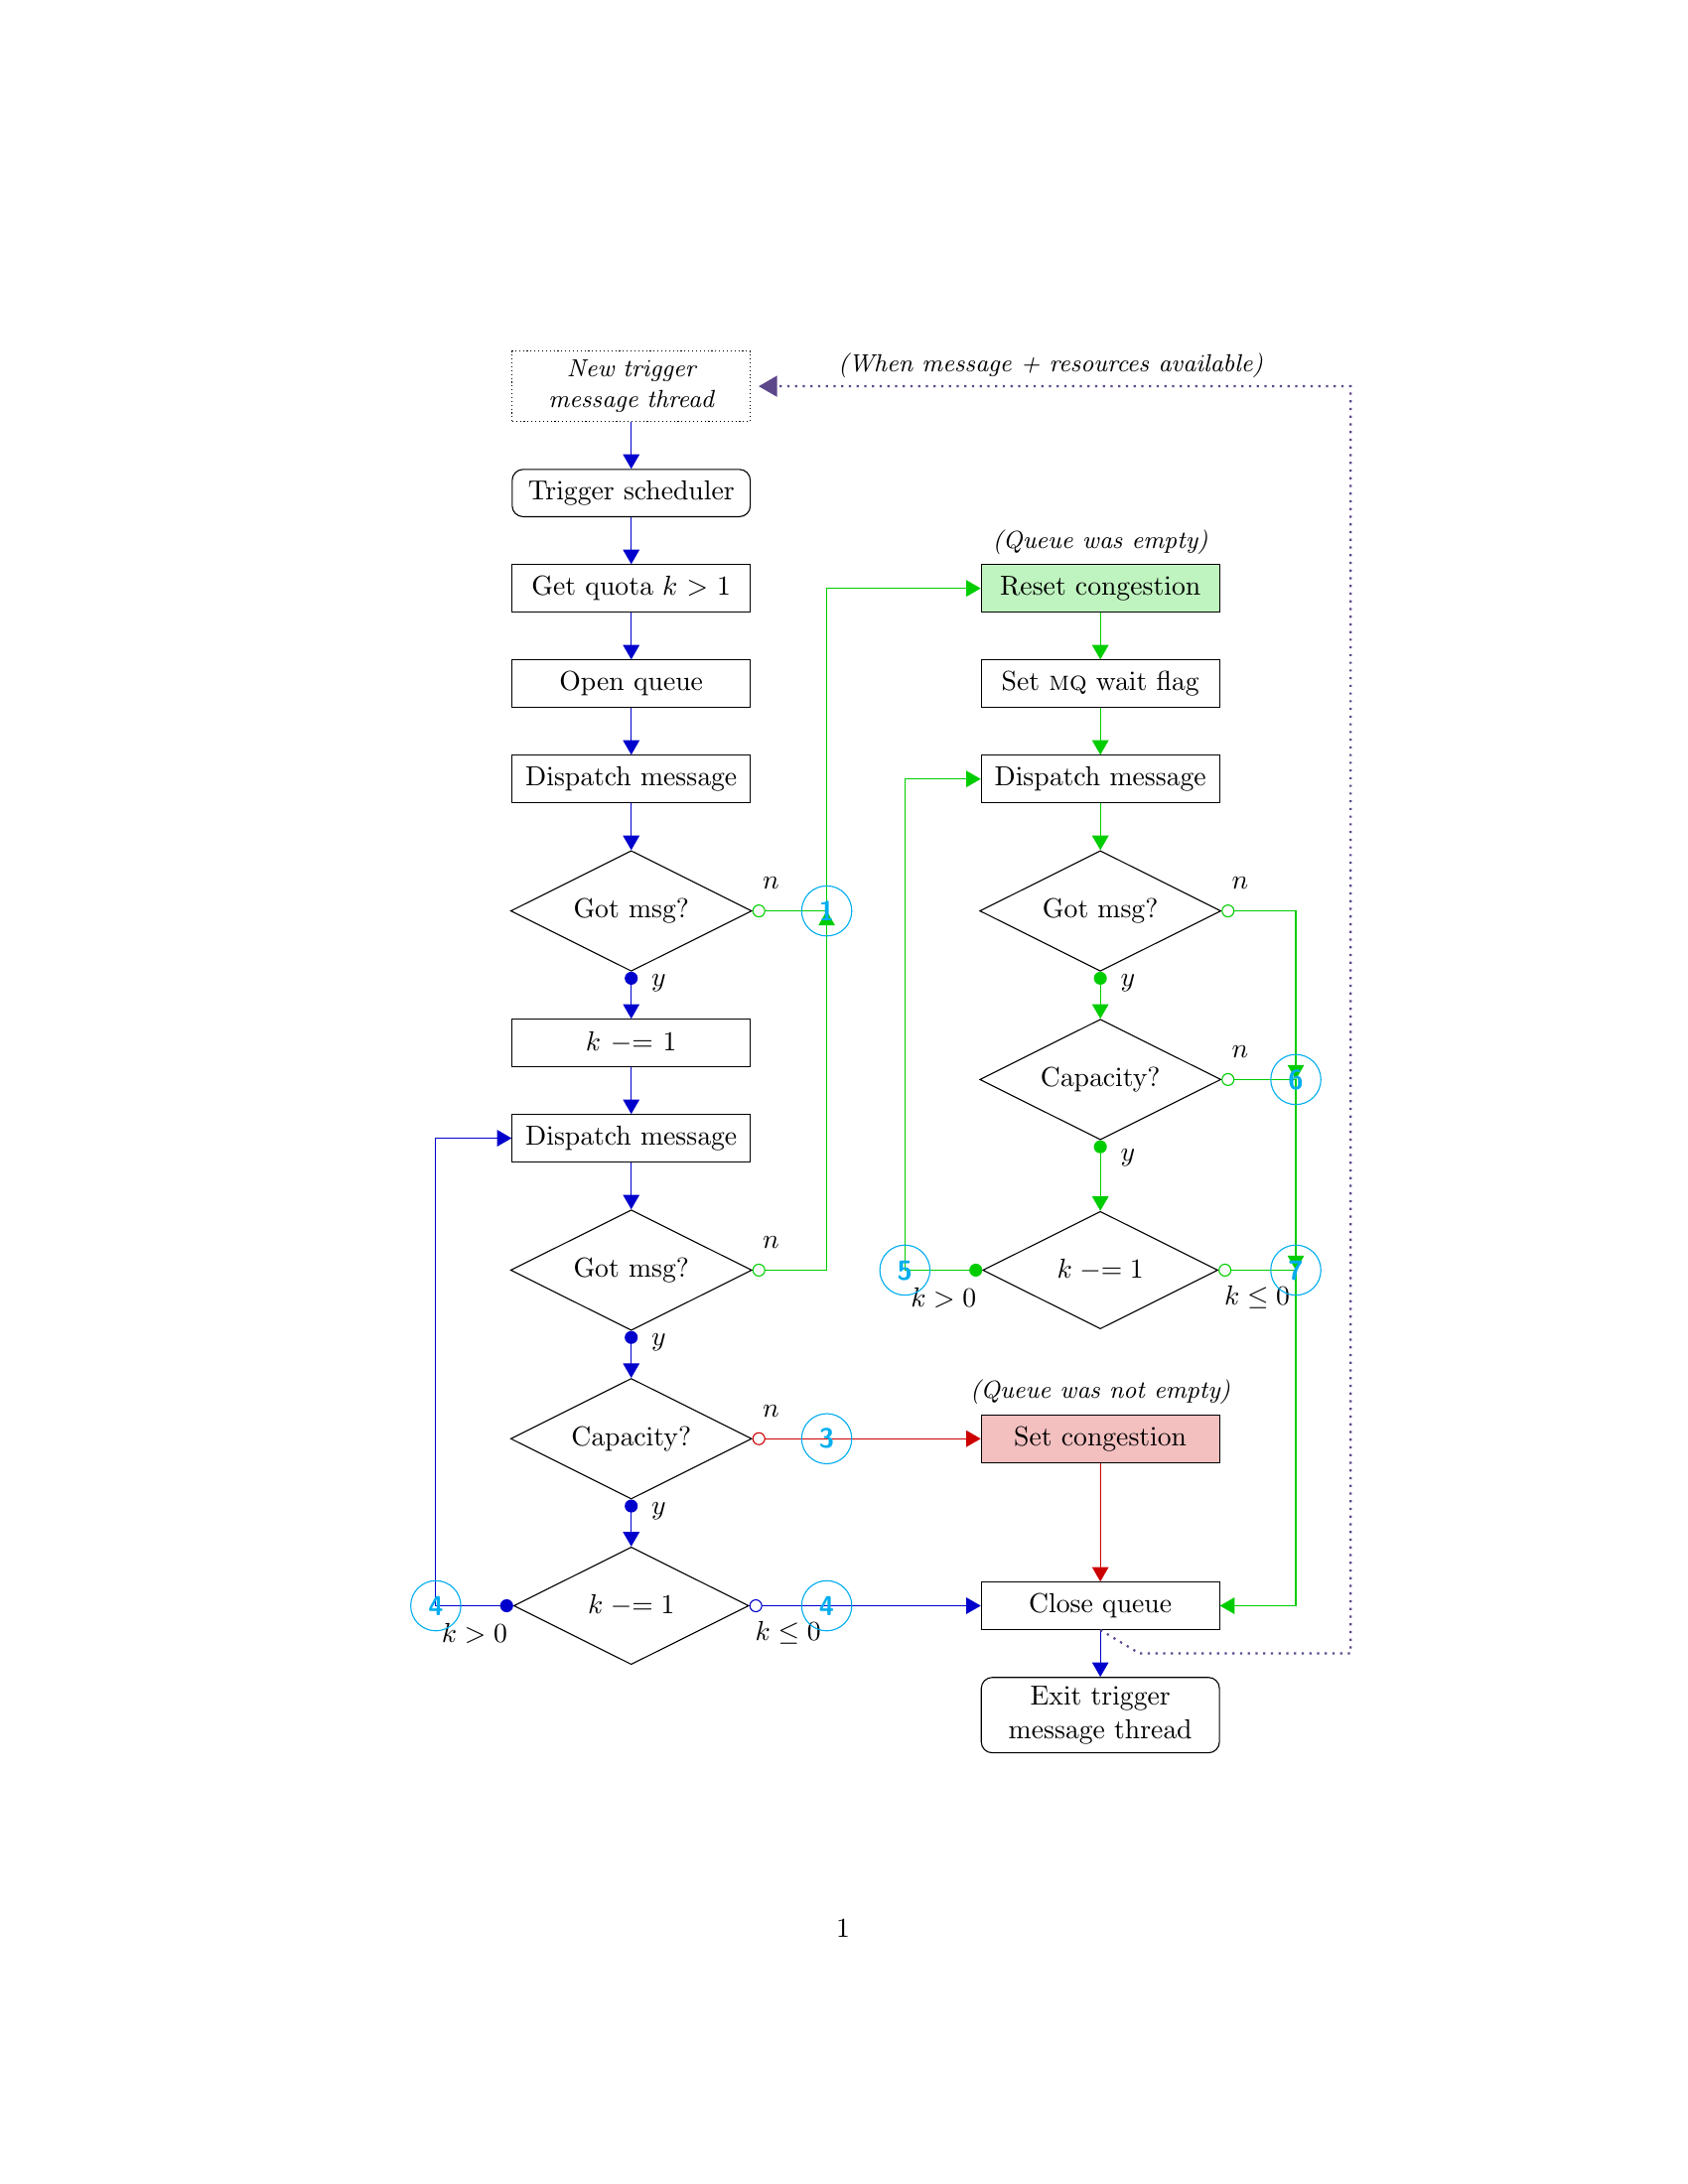 New trigger
message thread
(When message + resources available)
Trigger scheduler
Get quota k > 1
Open queue
Dispatch message
Got msg?
n
1
y
k −= 1
Dispatch message
Got msg?
n
y
Capacity?
n
3
y
k −= 1
4
k > 0
4
k ≤ 0
(Queue was empty)
Reset congestion
Set MQ wait flag
Dispatch message
Got msg?
n
y
Capacity?
n
6
y
k −= 1
5
k > 0
7
k ≤ 0
(Queue was not empty)
Set congestion
Close queue
Exit trigger
message thread
1